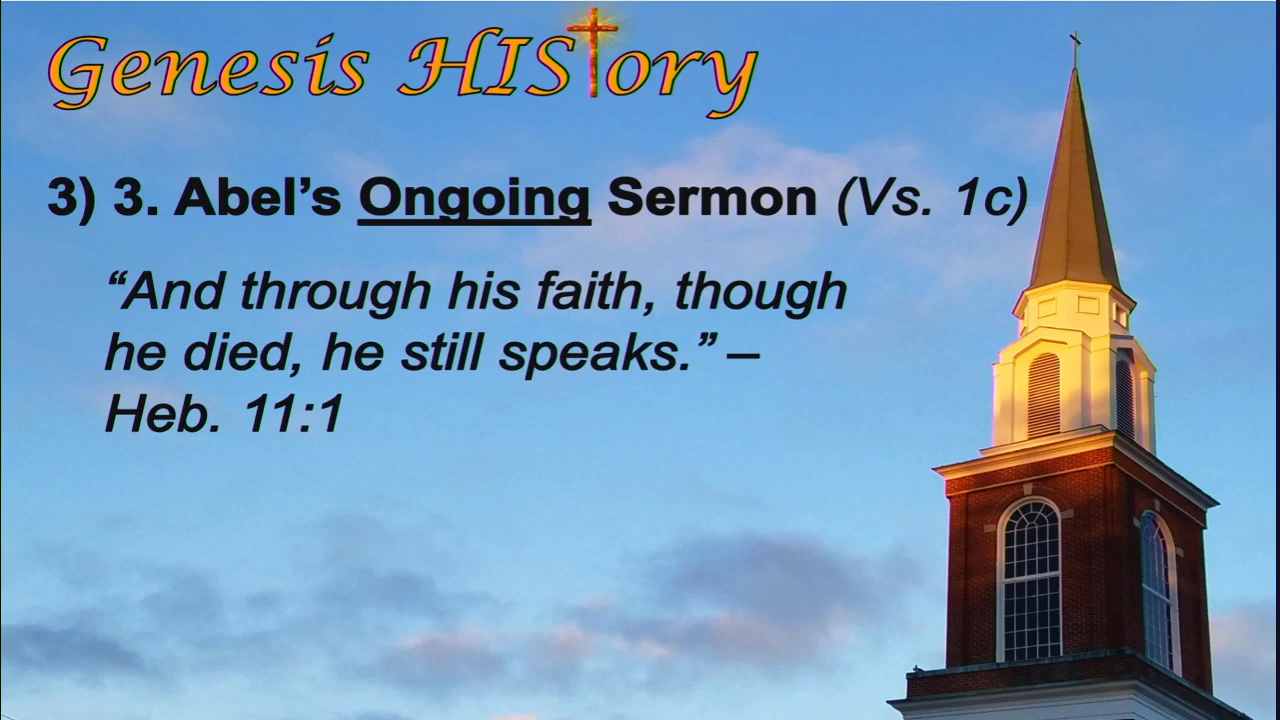 Genesis HIStory
3) 3. Abel’s Ongoing Sermon (Vs. 1c)
“And through his faith, though
he died, he still speaks.” –
Heb. 11:1